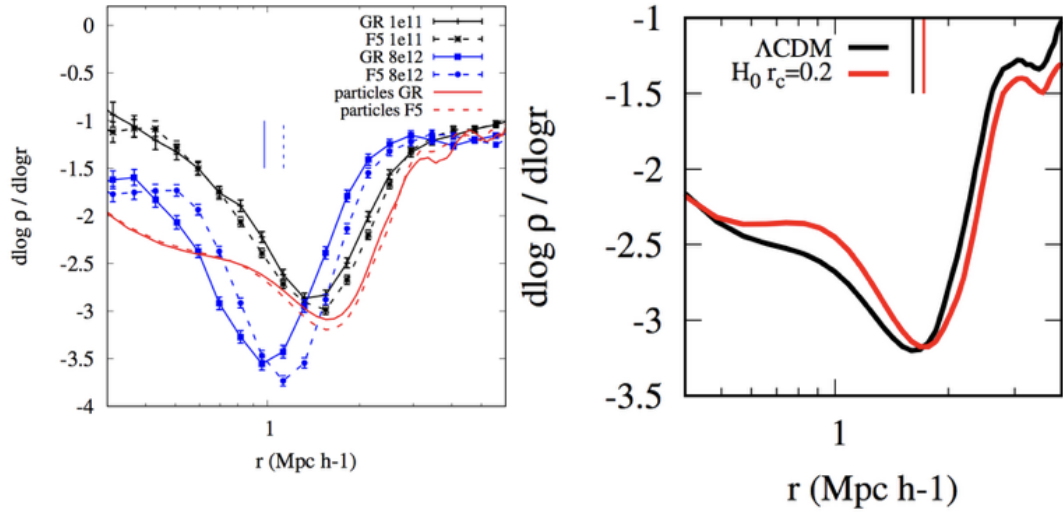 GR 1e11
F5 1e11
GR 8e12
F5 8e12
particles GR
particles F5
0
-0.5
-1
-1.5
-2
-2.5
-3
-3.5
-4
dlog ρ / dlogr
1
r (Mpc h-1)
ΛCDM
H₀ r_c=0.2
-1
-1.5
-2
-2.5
-3
-3.5
dlog ρ / dlogr
1
r (Mpc h-1)